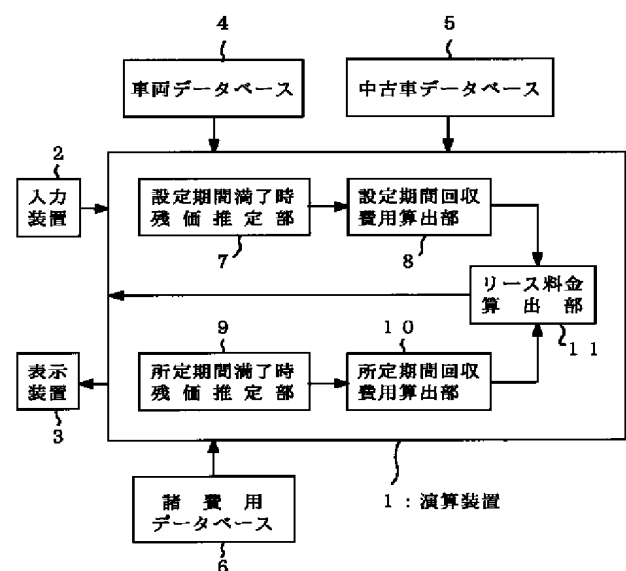 4
5
車両データベース
中古車データベース
2
入力
装置
設定期間満了時
残価推定部
7
設定期間回収
費用算出部
8
リース料金
算出部
11
9
所定期間満了時
残価推定部
10
所定期間回収
費用算出部
表示
装置
3
1:演算装置
諸費用
データベース
6